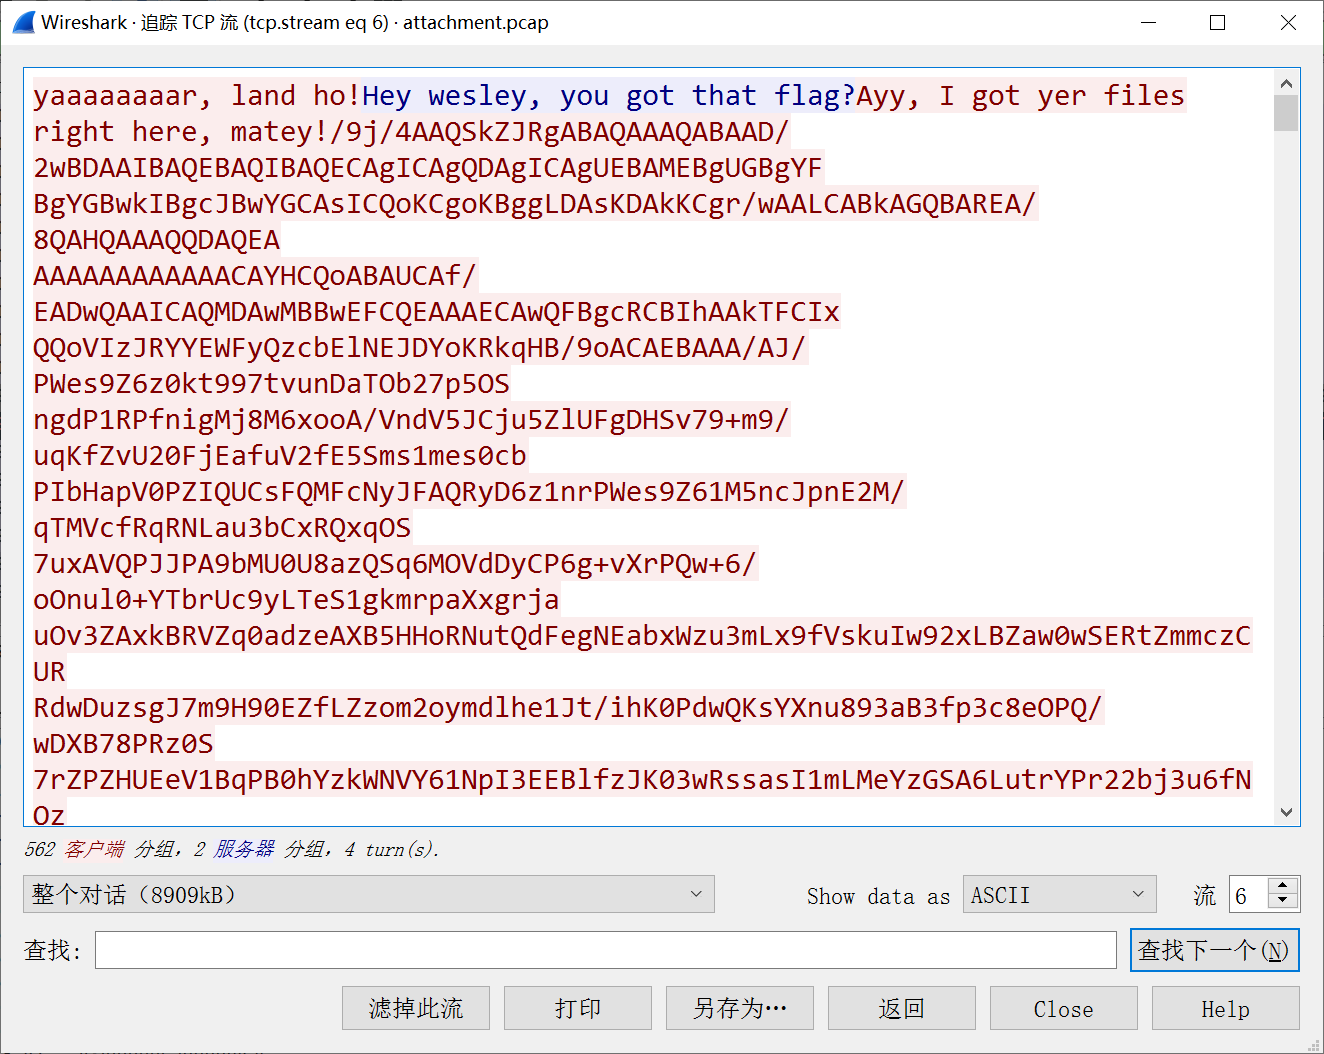 Wireshark · 追踪 TCP 流 (tcp.stream eq 6) · attachment.pcap
yaaaaaaaar, land ho!Hey wesley, you got that flag?Ayy, I got yer files
right here, matey!/9j/4AAQSkZJRgABAQAAAQABAAD/
2wBDAAIBAQEBAQIBAQECAgICAgQDAgICAgUEBAMEBgUGBgYF
BgYGBwkIBgcJBwYGCAsICQoKCgoKBggLDAsKDAkKCgr/wAALCABkAGQBAREA/
8QAHQAAAQQDAQEA
AAAAAAAAAAAACAYHCQoABAUCAf/
EADwQAAICAQMDAwMBBwEFCQEAAAECAwQFBgcRCBIhAAkTFCIx
QQoVIzJRYYEWFyQzcbElNEJDYoKRkqHB/9oACAEBAAA/AJ/
PWes9Z6z0kt997tvunDaTOb27p5OS
ngdP1RPfnigMj8M6xooA/VndV5JCju5ZlUFgDHSv79+m9/
uqKfZvU20FjEafuV2fE5Sms1mes0cb
PIbHapV0PZIQUCsFQMFcNyJFAQRyD6z1nrPWes9Z61M5ncJpnE2M/
qTMVcfRqRNLau3bCxRQxqOS
7uxAVQPJJPA9bMU0U8azQSq6MOVdDyCP6g+vXrPQw+6/
oOnul0+YTbrUc9yLTeS1gkmrpaXxgrja
uOv3ZAxkBRVZq0adzeAXB5HHoRNutQdFegNEabxWzu3mLx9fVskuIw92xLBZaw0wSERtZmmczC
UR
RdwDuzsgJ7m9H90EZfLZzom2oymdlhe1Jt/ihK0PdwQKsYXnu893aB3fp3c8eOPQ/
wDXB78PRz0S
7rZPZHUEeV1BqPB0hYzkWNVY61NpI3EEBlfzJK03wRssasI1mLMeYzGSA6LutrYPr22bj3u6fN
Oz
562 客户端 分组，2 服务器 分组，4 turn(s).
整个对话（8909kB） Show data as ASCII 流 6
查找: 查找下一个(N)
滤掉此流 打印 另存为… 返回 Close Help